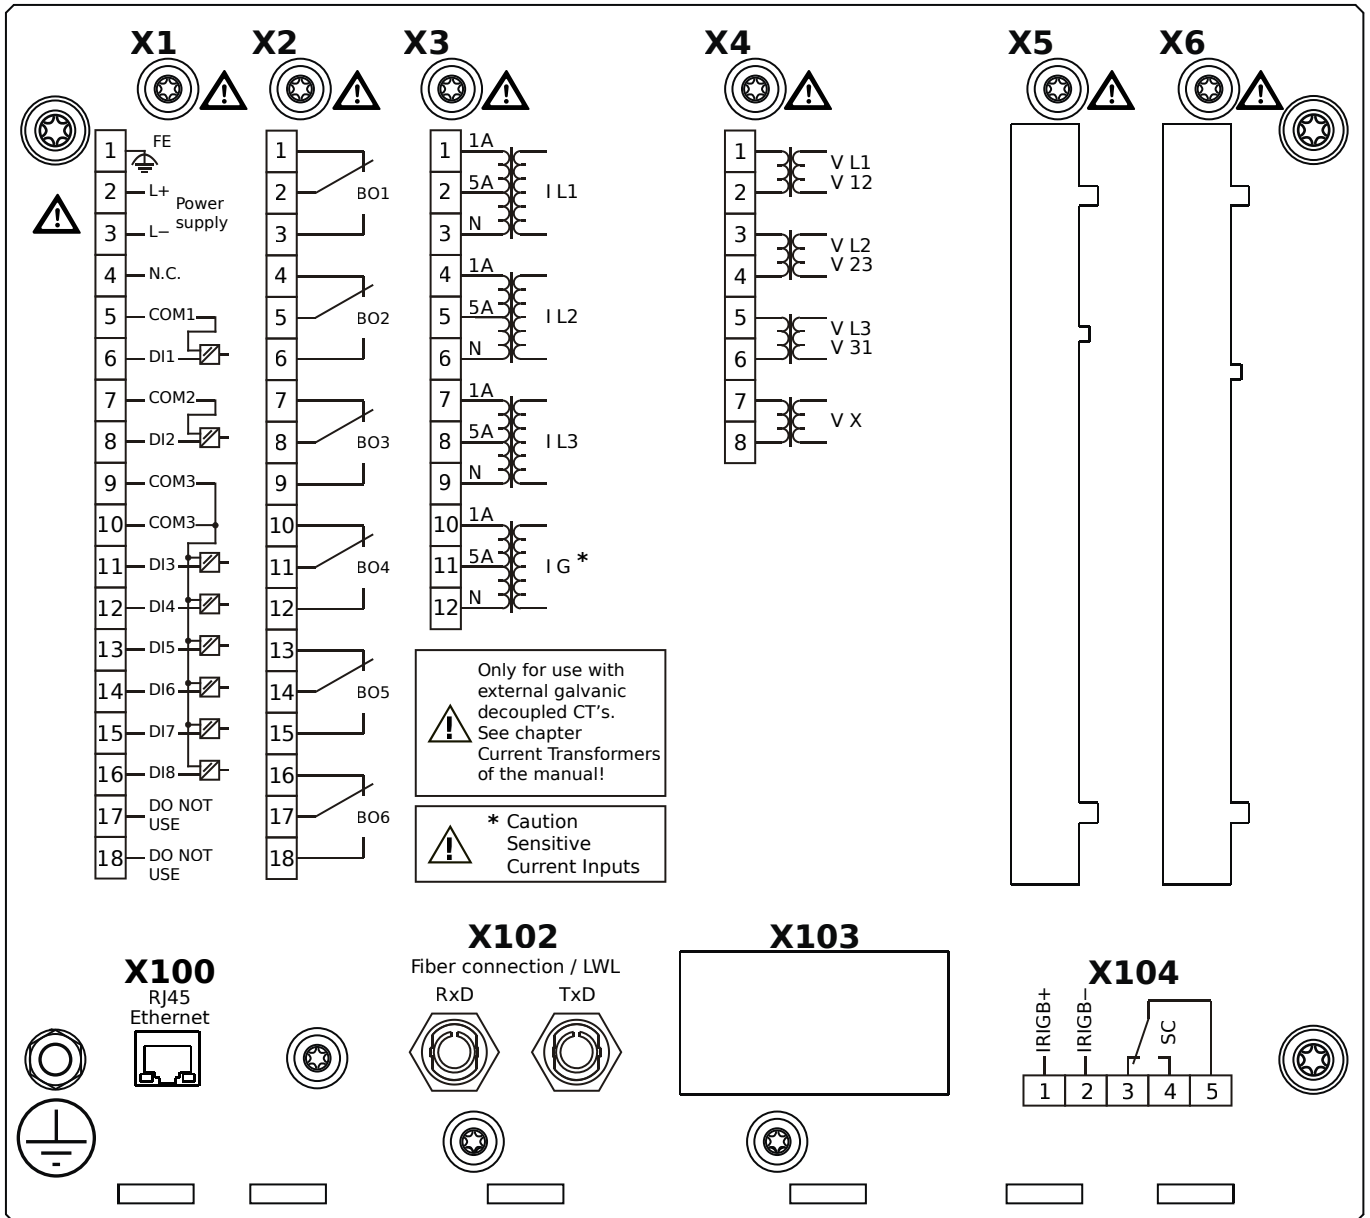 X1 X2 X3 X4 X5 X6
1 FE
2 L+
Power
supply
3 L−
4 N.C.
5 COM1
6 DI1
7 COM2
8 DI2
9 COM3
10 COM3
11 DI3
12 DI4
13 DI5
14 DI6
15 DI7
16 DI8
17 DO NOT
USE
18 DO NOT
USE
1
2 BO1
3
4
5 BO2
6
7
8 BO3
9
10
11 BO4
12
13
14 BO5
15
16
17 BO6
18
1 1A
2 5A I L1
3 N
4 1A
5 5A I L2
6 N
7 1A
8 5A I L3
9 N
10 1A
11 5A I G *
12 N
Only for use with
external galvanic
decoupled CT's.
See chapter
Current Transformers
of the manual!
* Caution
Sensitive
Current Inputs
1 V L1
2 V 12
3 V L2
4 V 23
5 V L3
6 V 31
7 V X
8
X100
RJ45
Ethernet
X102
Fiber connection / LWL
RxD TxD
X103
X104
IRIGB+ IRIGB− SC
1 2 3 4 5